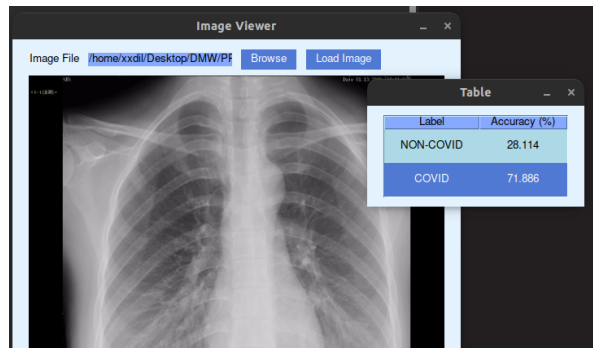 Image Viewer
Image File /home/xxdil/Desktop/DMW/PF Browse Load Image
Table
Label Accuracy (%)
NON-COVID 28.114
COVID 71.886